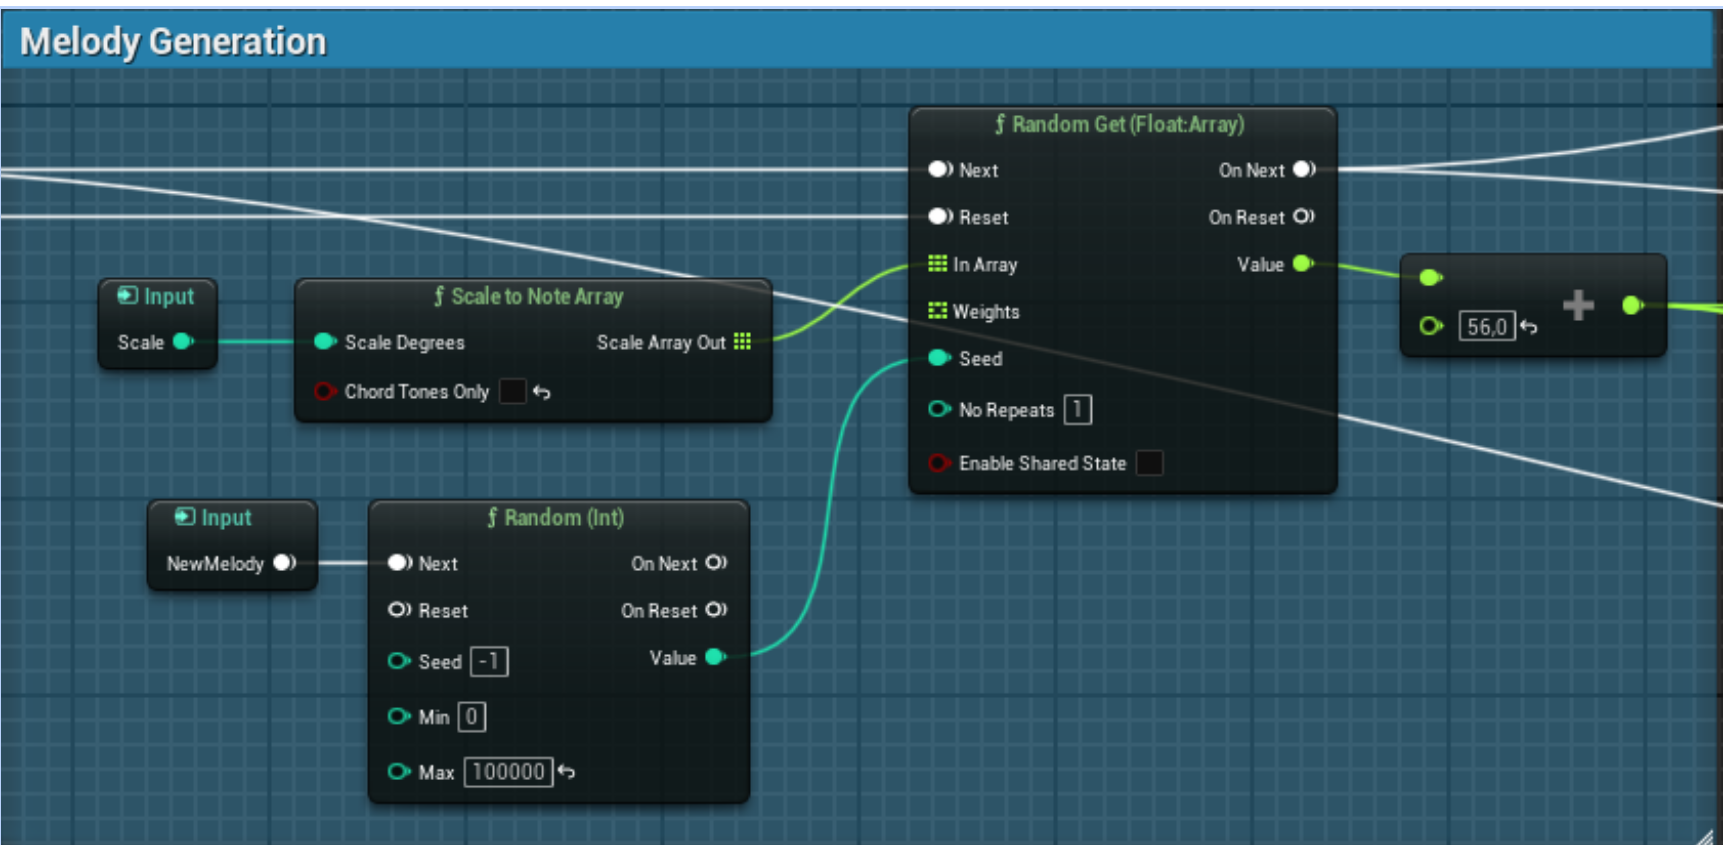 Melody Generation
Random Get (Float:Array)
Next
On Next
Reset
On Reset
In Array
Value
Weights
Seed
No Repeats 1
Enable Shared State
56,0
Input
Scale
Scale to Note Array
Scale Degrees
Scale Array Out
Chord Tones Only
Input
NewMelody
Random (Int)
Next
On Next
Reset
On Reset
Seed -1
Value
Min 0
Max 100000